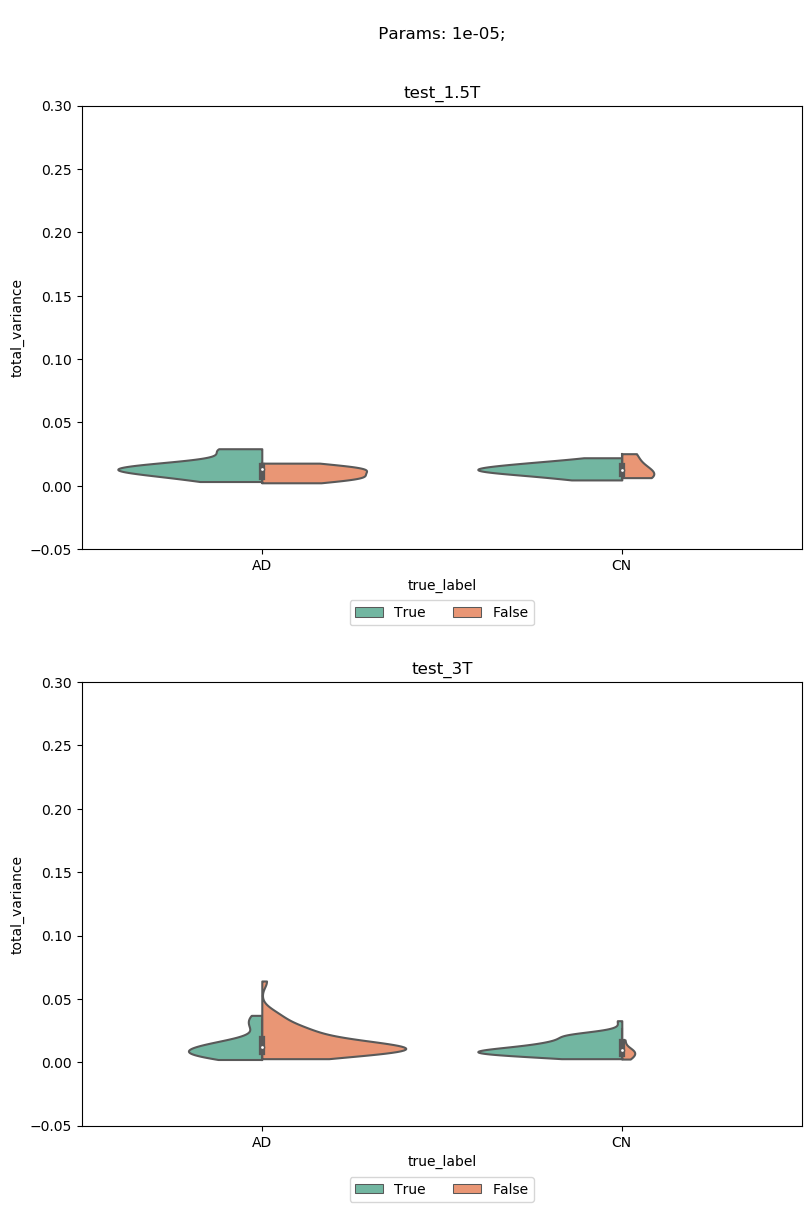 Params: 1e-05;
test_1.5T
0.30
0.25
0.20
0.15
0.10
0.05
0.00
−0.05
total_variance
AD CN
true_label
True False
test_3T
0.30
0.25
0.20
0.15
0.10
0.05
0.00
−0.05
total_variance
AD CN
true_label
True False